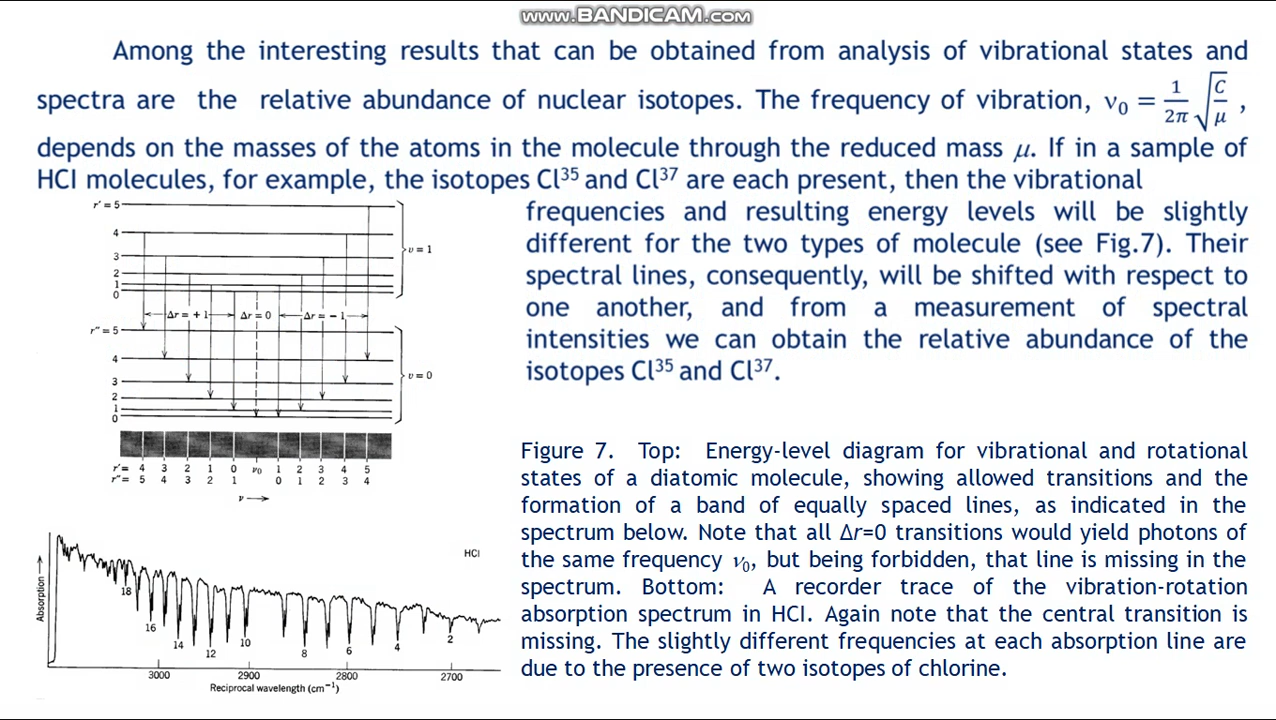 www.BANDICAM.com
Among the interesting results that can be obtained from analysis of vibrational states and
spectra are the relative abundance of nuclear isotopes. The frequency of vibration, ν₀ = 1/2π √C/μ ,
depends on the masses of the atoms in the molecule through the reduced mass μ. If in a sample of
HCl molecules, for example, the isotopes Cl³⁵ and Cl³⁷ are each present, then the vibrational
frequencies and resulting energy levels will be slightly
different for the two types of molecule (see Fig.7). Their
spectral lines, consequently, will be shifted with respect to
one another, and from a measurement of spectral
intensities we can obtain the relative abundance of the
isotopes Cl³⁵ and Cl³⁷.
r' = 5
4
3
2
1
0
υ = 1
Δr = + 1 Δr = 0 Δr = − 1
r'' = 5
4
3
2
1
0
υ = 0
r' = 4 3 2 1 0 ν₀ 1 2 3 4 5
r'' = 5 4 3 2 1 0 1 2 3 4
ν
HCl
Absorption
18
16
14
12
10
8
6
4
2
3000 2900 2800 2700
Reciprocal wavelength (cm⁻¹)
Figure 7. Top: Energy-level diagram for vibrational and rotational
states of a diatomic molecule, showing allowed transitions and the
formation of a band of equally spaced lines, as indicated in the
spectrum below. Note that all Δr=0 transitions would yield photons of
the same frequency ν₀, but being forbidden, that line is missing in the
spectrum. Bottom: A recorder trace of the vibration-rotation
absorption spectrum in HCl. Again note that the central transition is
missing. The slightly different frequencies at each absorption line are
due to the presence of two isotopes of chlorine.